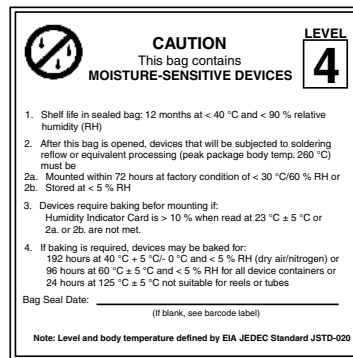 CAUTION
This bag contains
MOISTURE-SENSITIVE DEVICES
LEVEL
4
1. Shelf life in sealed bag: 12 months at < 40 °C and < 90 % relative
humidity (RH)
2. After this bag is opened, devices that will be subjected to soldering
reflow or equivalent processing (peak package body temp. 260 °C)
must be
2a. Mounted within 72 hours at factory condition of < 30 °C/60 % RH or
2b. Stored at < 5 % RH
3. Devices require baking befor mounting if:
Humidity Indicator Card is > 10 % when read at 23 °C ± 5 °C or
2a. or 2b. are not met.
4. If baking is required, devices may be baked for:
192 hours at 40 °C + 5 °C/- 0 °C and < 5 % RH (dry air/nitrogen) or
96 hours at 60 °C ± 5 °C and < 5 % RH for all device containers or
24 hours at 125 °C ± 5 °C not suitable for reels or tubes
Bag Seal Date:
(If blank, see barcode label)
Note: Level and body temperature defined by EIA JEDEC Standard JSTD-020